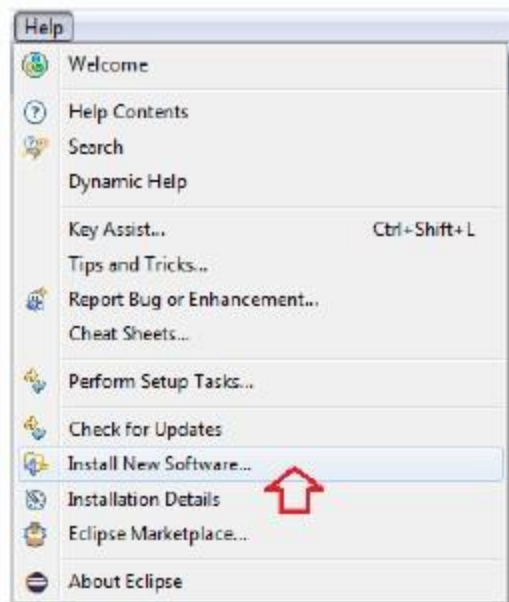 Help
Welcome
Help Contents
Search
Dynamic Help
Key Assist... Ctrl+Shift+L
Tips and Tricks...
Report Bug or Enhancement...
Cheat Sheets...
Perform Setup Tasks...
Check for Updates
Install New Software...
Installation Details
Eclipse Marketplace...
About Eclipse